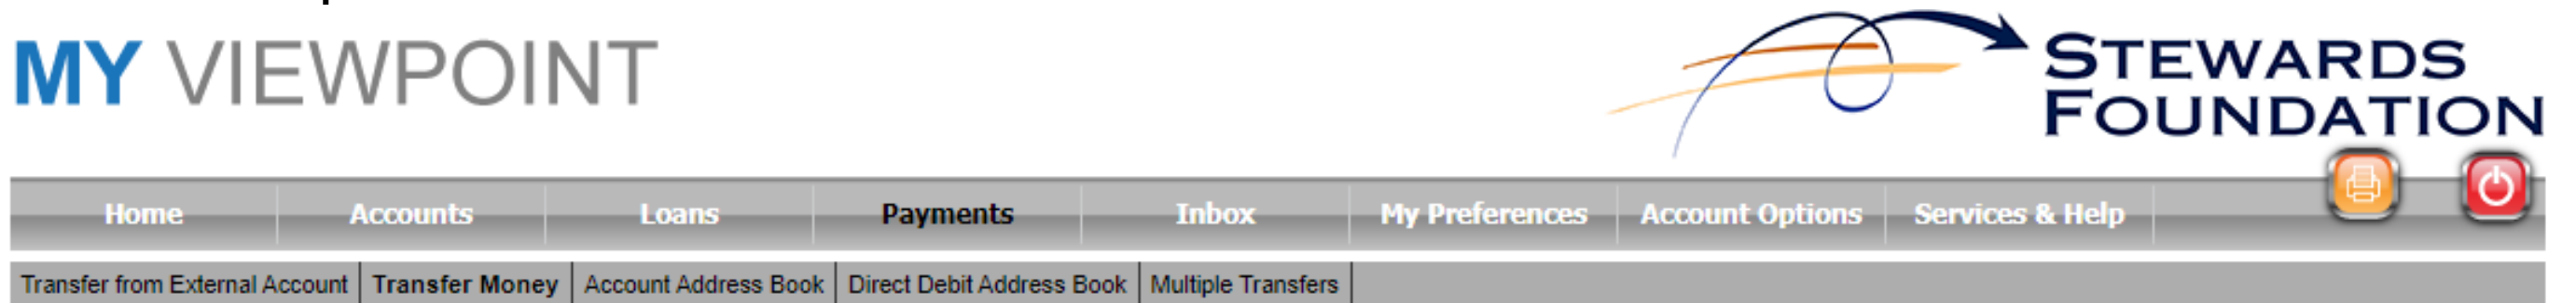 MY VIEWPOINT
STEWARDS
FOUNDATION
Home Accounts Loans Payments Inbox My Preferences Account Options Services & Help
Transfer from External Account Transfer Money Account Address Book Direct Debit Address Book Multiple Transfers